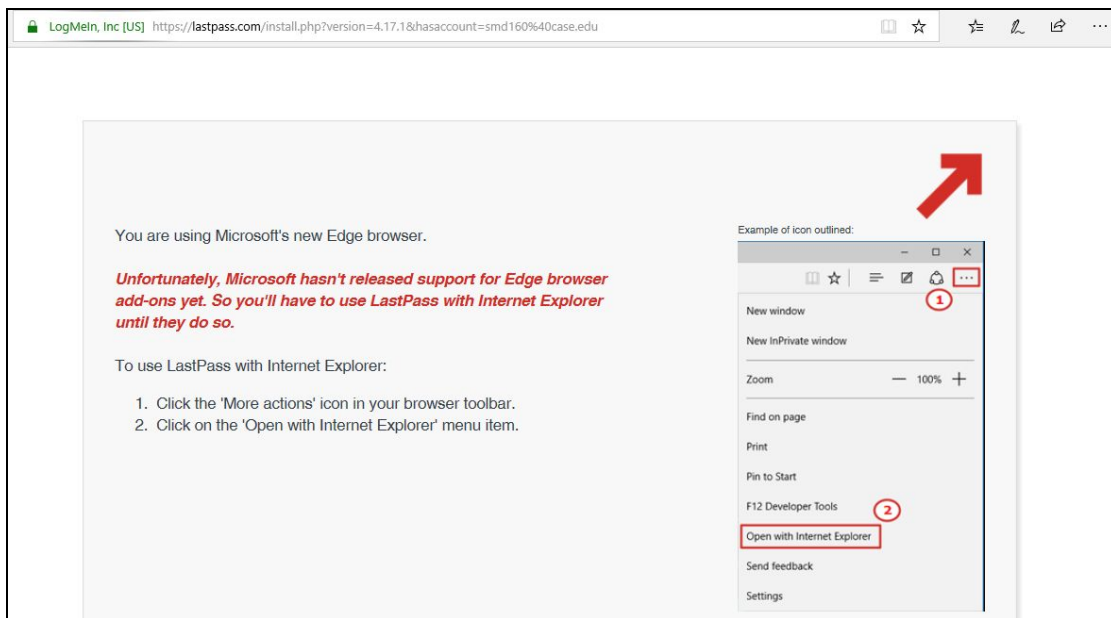 LogMeIn, Inc [US] https://lastpass.com/install.php?version=4.17.1&hasaccount=smd160%40case.edu
You are using Microsoft's new Edge browser.
Unfortunately, Microsoft hasn't released support for Edge browser
add-ons yet. So you'll have to use LastPass with Internet Explorer
until they do so.
To use LastPass with Internet Explorer:
1. Click the 'More actions' icon in your browser toolbar.
2. Click on the 'Open with Internet Explorer' menu item.
Example of icon outlined:
1
New window
New InPrivate window
Zoom — 100% +
Find on page
Print
Pin to Start
F12 Developer Tools
2
Open with Internet Explorer
Send feedback
Settings